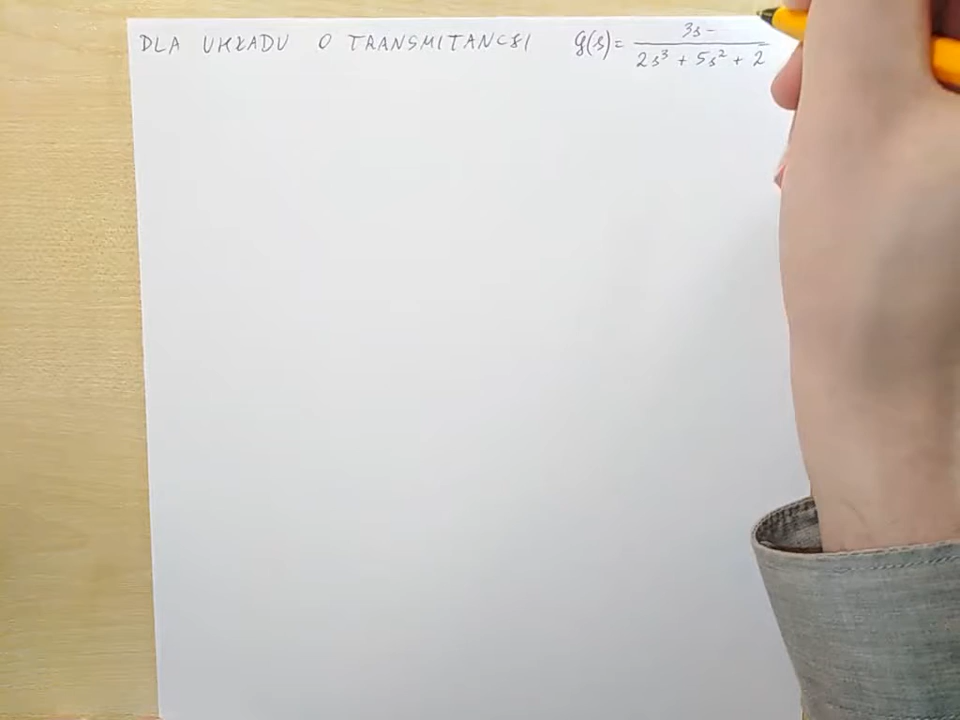 DLA UKŁADU O TRANSMITANCJI g(s) = 3s - / 2s³ + 5s² + 2